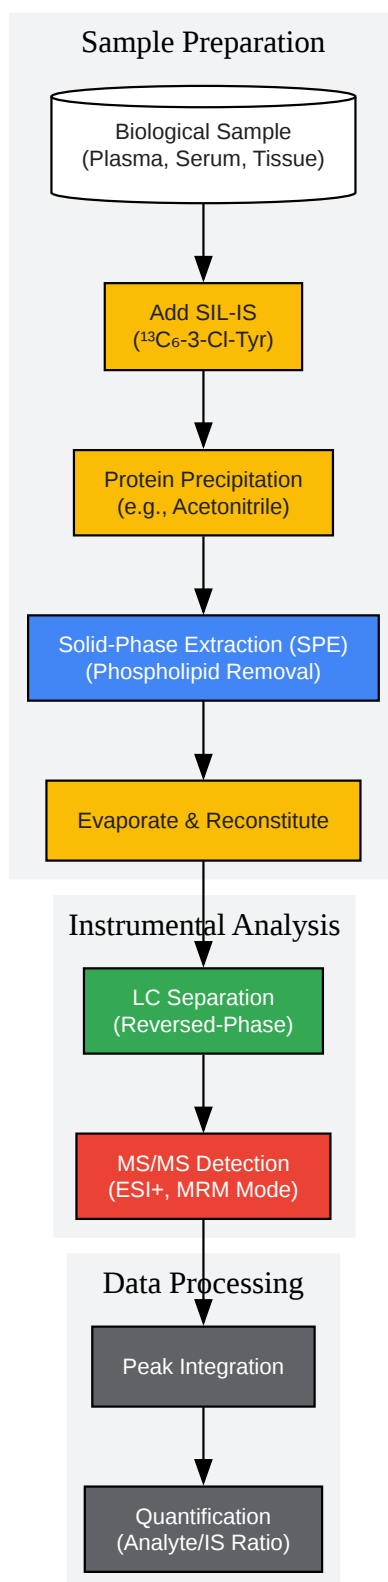 Sample Preparation
Biological Sample
(Plasma, Serum, Tissue)
Add SIL-IS
(¹³C₆-3-Cl-Tyr)
Protein Precipitation
(e.g., Acetonitrile)
Solid-Phase Extraction (SPE)
(Phospholipid Removal)
Evaporate & Reconstitute
Instrumental Analysis
LC Separation
(Reversed-Phase)
MS/MS Detection
(ESI+, MRM Mode)
Data Processing
Peak Integration
Quantification
(Analyte/IS Ratio)